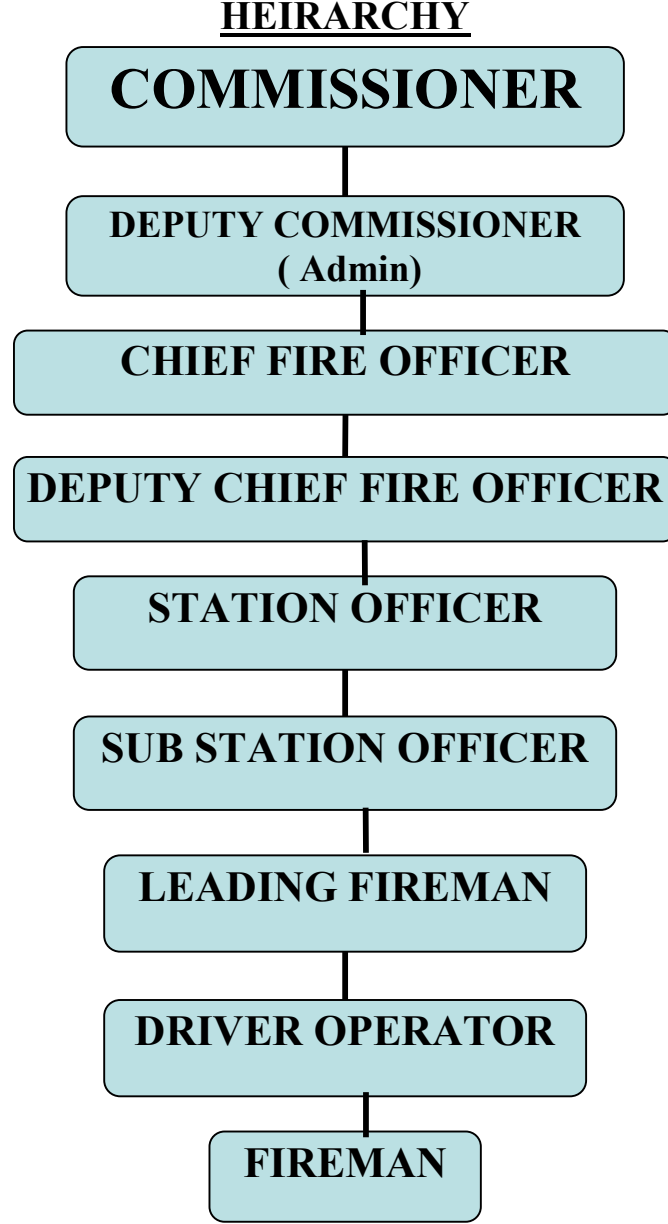 HEIRARCHY
COMMISSIONER
DEPUTY COMMISSIONER
( Admin)
CHIEF FIRE OFFICER
DEPUTY CHIEF FIRE OFFICER
STATION OFFICER
SUB STATION OFFICER
LEADING FIREMAN
DRIVER OPERATOR
FIREMAN